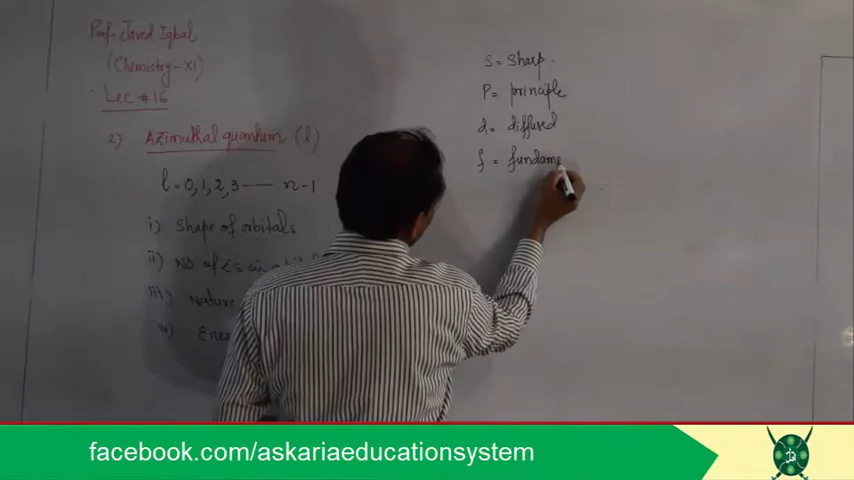 Prof. Javed Iqbal
(Chemistry-XI)
Lec # 16
2) Azimuthal quantum (l)
l = 0, 1, 2, 3 —— n-1
i) Shape of orbitals
ii) No of
iii) Nature
iv) Ener
S = Sharp.
P = principle
d = diffused
f = fundame
facebook.com/askariaeducationsystem